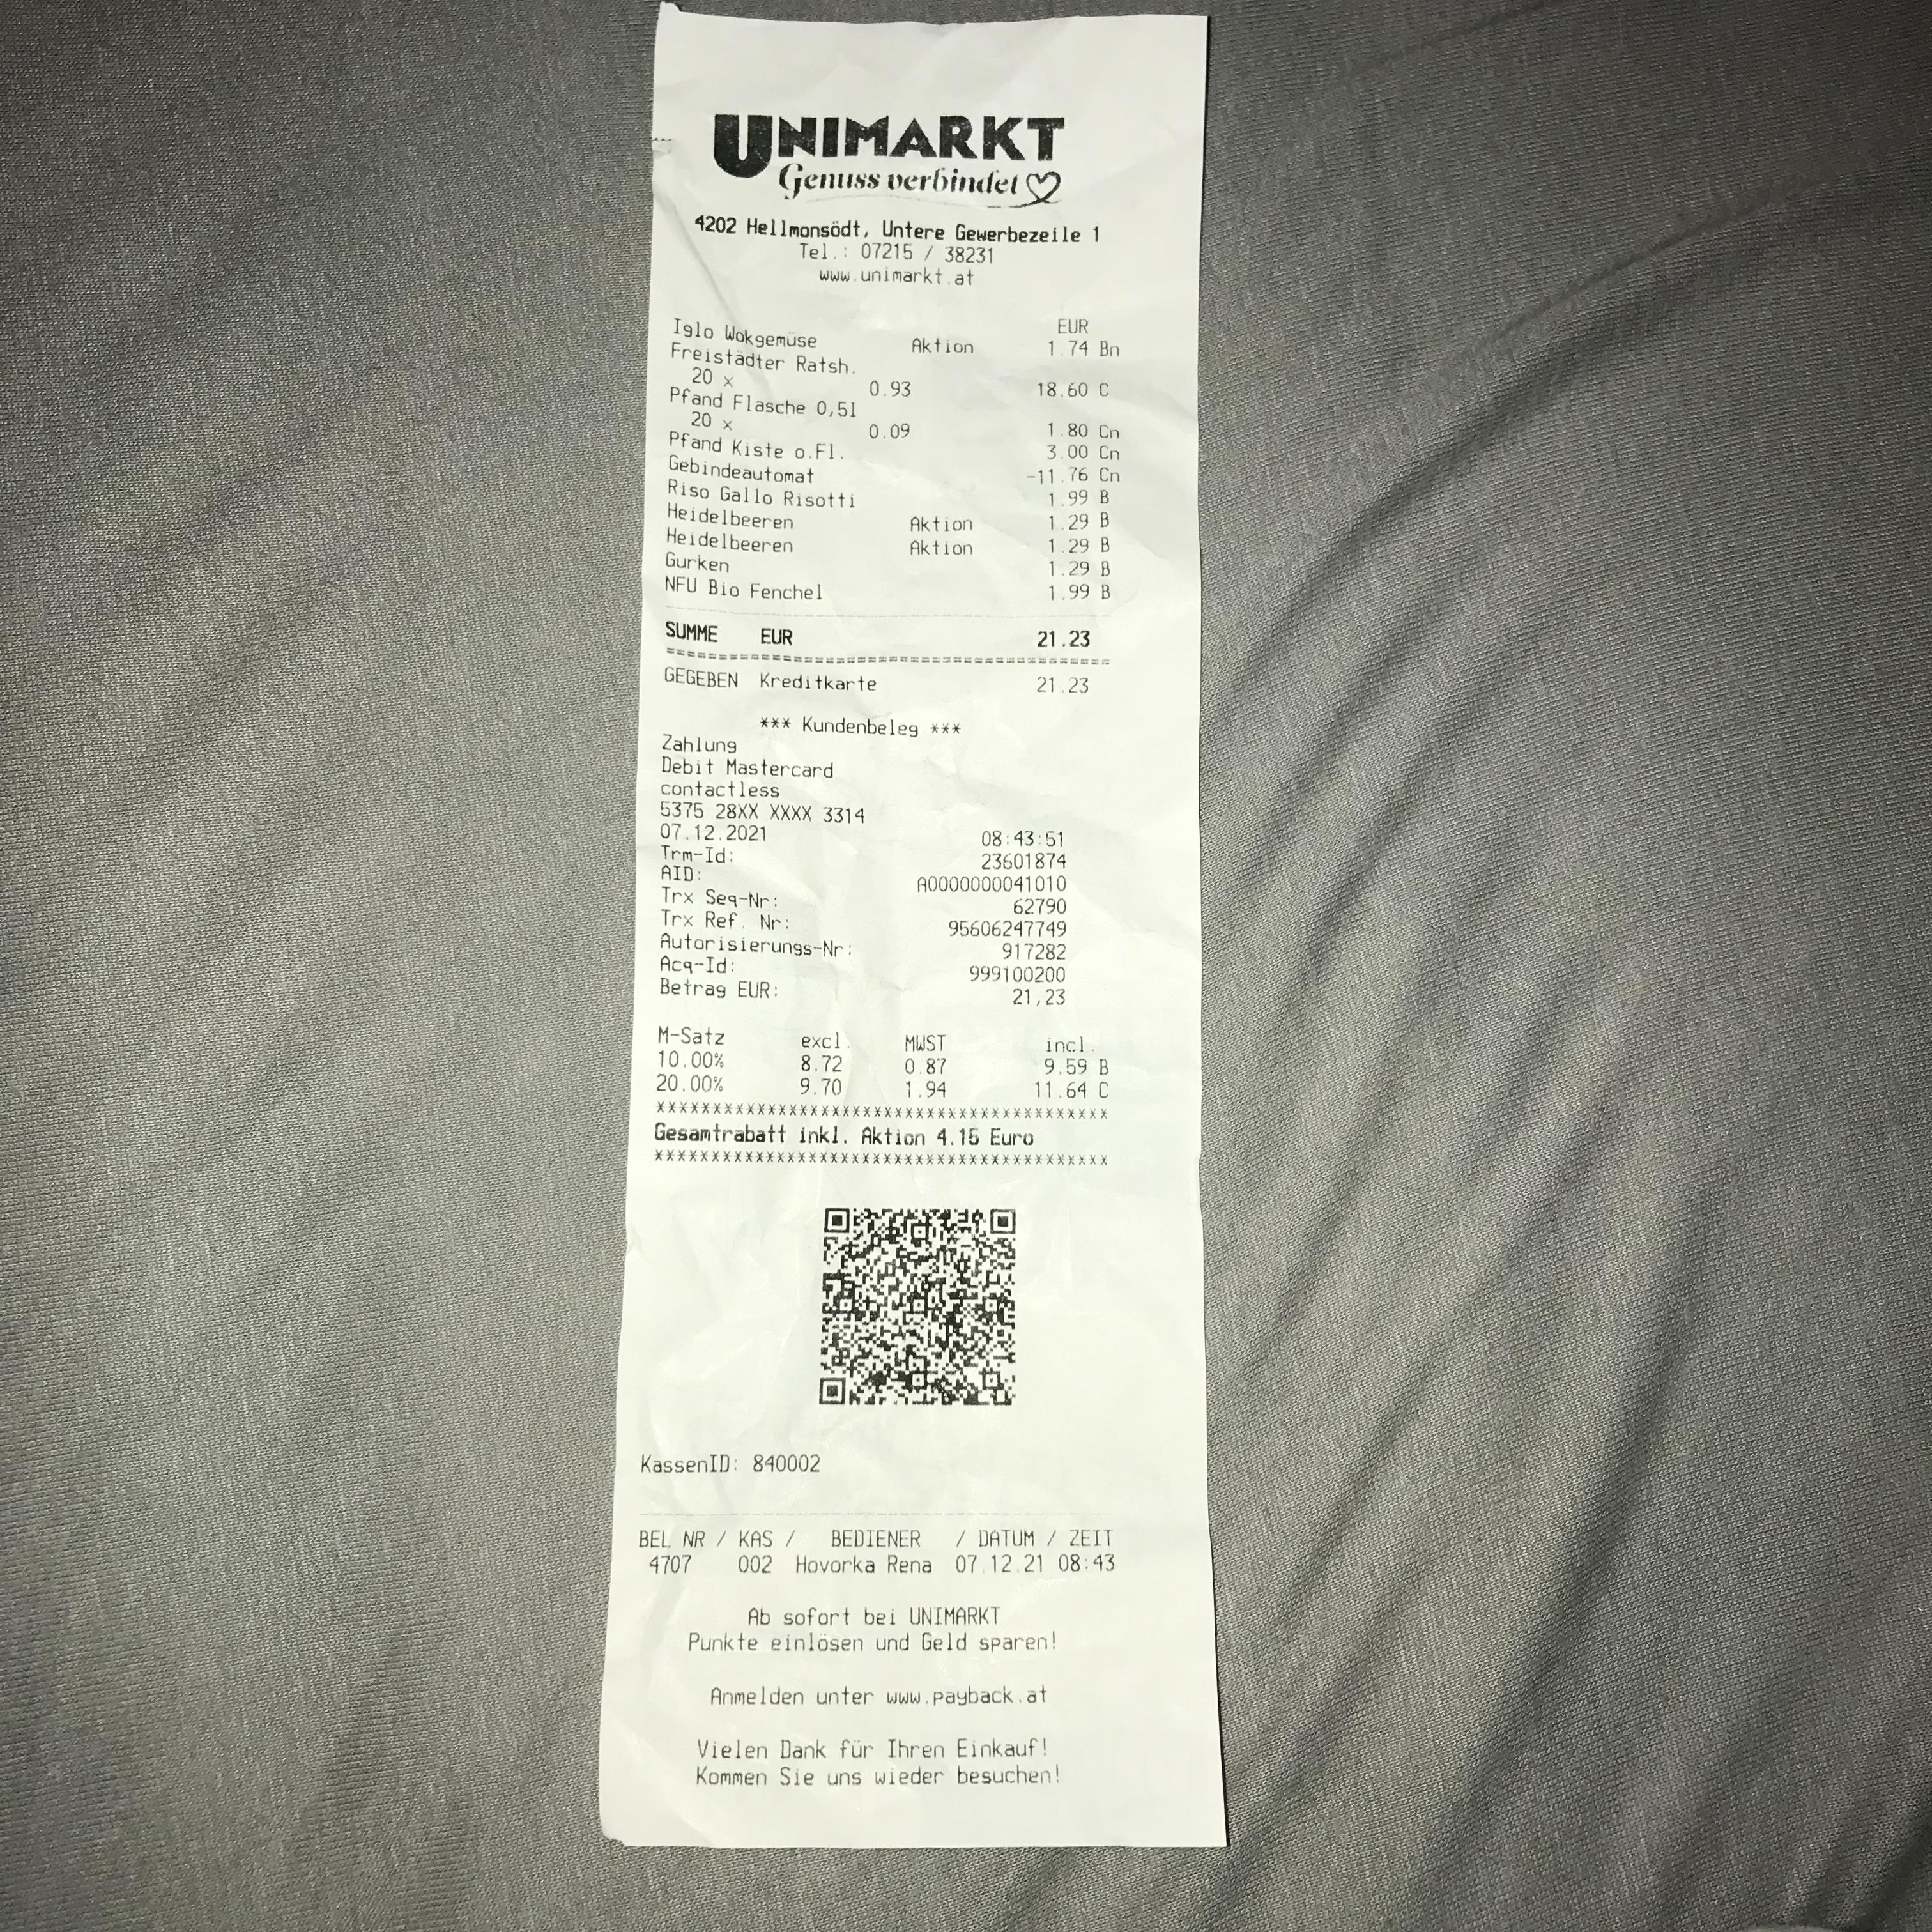 UNIMARKT
Genuss verbindet
4202 Hellmonsödt, Untere Gewerbezeile 1
Tel.: 07215 / 38231
www.unimarkt.at
EUR
Iglo Wokgemüse Aktion 1.74 Bn
Freistädter Ratsh.
20 x 0.93 18.60 C
Pfand Flasche 0,5l
20 x 0.09 1.80 Cn
Pfand Kiste o.Fl. 3.00 Cn
Gebindeautomat -11.76 Cn
Riso Gallo Risotti 1.99 B
Heidelbeeren Aktion 1.29 B
Heidelbeeren Aktion 1.29 B
Gurken 1.29 B
NFU Bio Fenchel 1.99 B
SUMME EUR 21.23
GEGEBEN Kreditkarte 21.23
*** Kundenbeleg ***
Zahlung
Debit Mastercard
contactless
5375 28XX XXXX 3314
07.12.2021 08:43:51
Trm-Id: 23601874
AID: A0000000041010
Trx Seq-Nr: 62790
Trx Ref. Nr: 95606247749
Autorisierungs-Nr: 917282
Acq-Id: 999100200
Betrag EUR: 21,23
M-Satz excl. MWST incl.
10.00% 8.72 0.87 9.59 B
20.00% 9.70 1.94 11.64 C
Gesamtrabatt inkl. Aktion 4.15 Euro
KassenID: 840002
BEL NR / KAS / BEDIENER / DATUM / ZEIT
4707 002 Hovorka Rena 07.12.21 08:43
Ab sofort bei UNIMARKT
Punkte einlösen und Geld sparen!
Anmelden unter www.payback.at
Vielen Dank für Ihren Einkauf!
Kommen Sie uns wieder besuchen!